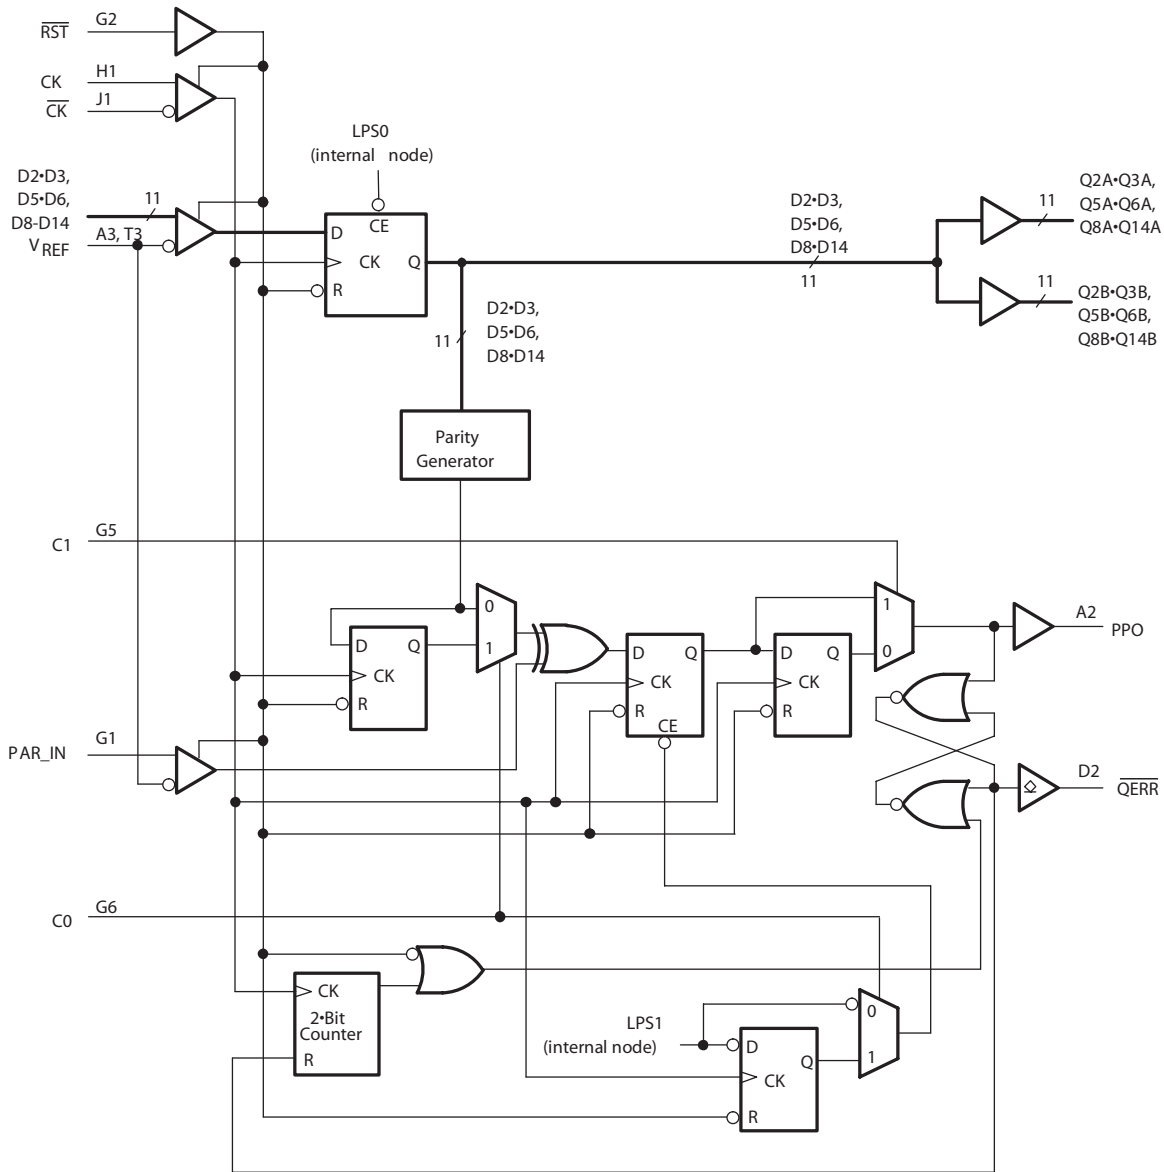 RST G2
CK H1
CK J1
LPS0
(internal node)
D2•D3,
D5•D6,
D8-D14
11
VREF A3, T3
D
CE
CK
Q
R
D2•D3,
D5•D6,
D8•D14
11
11
Q2A•Q3A,
Q5A•Q6A,
Q8A•Q14A
11
Q2B•Q3B,
Q5B•Q6B,
Q8B•Q14B
11
D2•D3,
D5•D6,
D8•D14
Parity
Generator
C1 G5
0
1
D
Q
CK
R
D
Q
CK
R
CE
D
Q
CK
R
1
0
A2
PPO
PAR_IN G1
D2
QERR
C0 G6
CK
2•Bit
Counter
R
LPS1
(internal node)
0
1
D
Q
CK
R